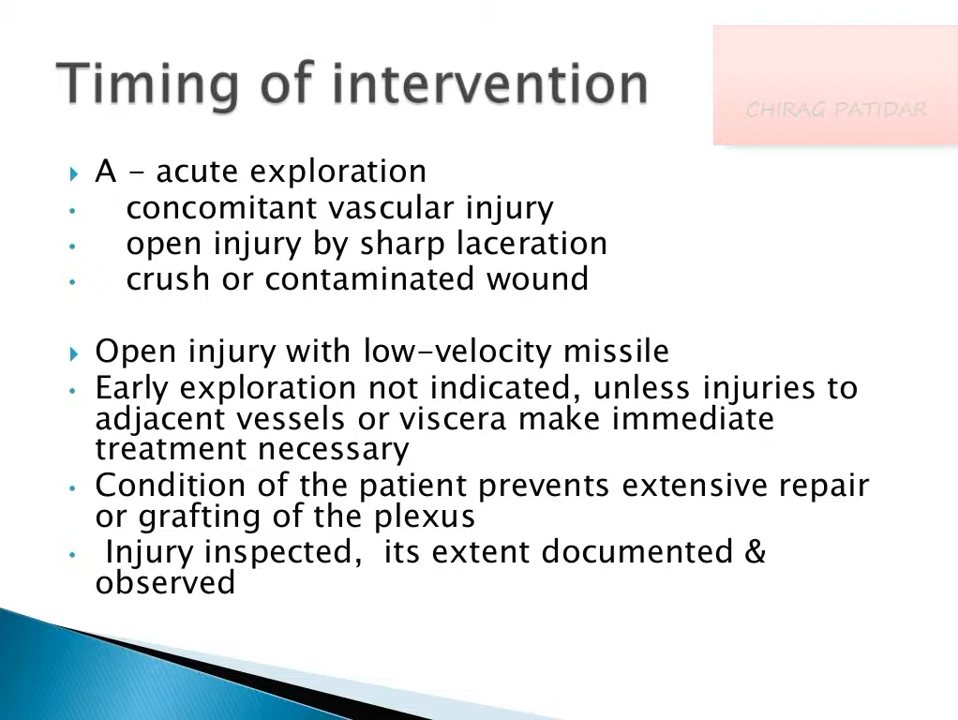 Timing of intervention
CHIRAG PATIDAR
A - acute exploration
concomitant vascular injury
open injury by sharp laceration
crush or contaminated wound
Open injury with low-velocity missile
Early exploration not indicated, unless injuries to
adjacent vessels or viscera make immediate
treatment necessary
Condition of the patient prevents extensive repair
or grafting of the plexus
Injury inspected,  its extent documented &
observed